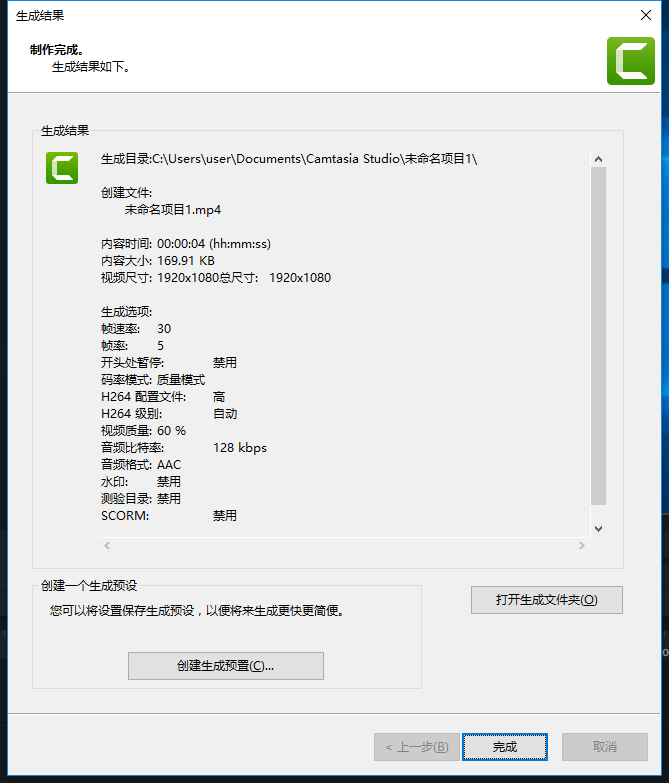 生成结果
制作完成。
生成结果如下。
生成结果
生成目录:C:\Users\user\Documents\Camtasia Studio\未命名项目1\
创建文件:
未命名项目1.mp4
内容时间: 00:00:04 (hh:mm:ss)
内容大小: 169.91 KB
视频尺寸: 1920x1080总尺寸: 1920x1080
生成选项:
帧速率: 30
帧率: 5
开头处暂停: 禁用
码率模式: 质量模式
H264 配置文件: 高
H264 级别: 自动
视频质量: 60 %
音频比特率: 128 kbps
音频格式: AAC
水印: 禁用
测验目录: 禁用
SCORM: 禁用
创建一个生成预设
您可以将设置保存生成预设，以便将来生成更快更简便。
打开生成文件夹(O)
创建生成预置(C)...
< 上一步(B)
完成
取消